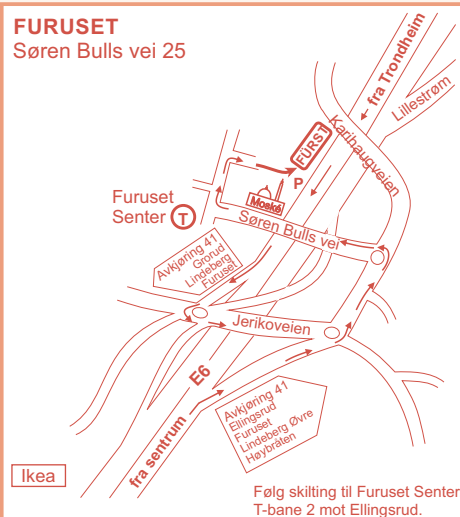 FURUSET
Søren Bulls vei 25
fra Trondheim
Lillestrøm
Karihaugveien
FÜRST
P
Moské
Furuset
Senter T
Søren Bulls vei
Avkjøring 41
Grorud
Lindeberg
Furuset
Jerikoveien
E6
fra sentrum
Avkjøring 41
Ellingsrud
Furuset
Lindeberg Øvre
Høybråten
Ikea
Følg skilting til Furuset Senter
T-bane 2 mot Ellingsrud.